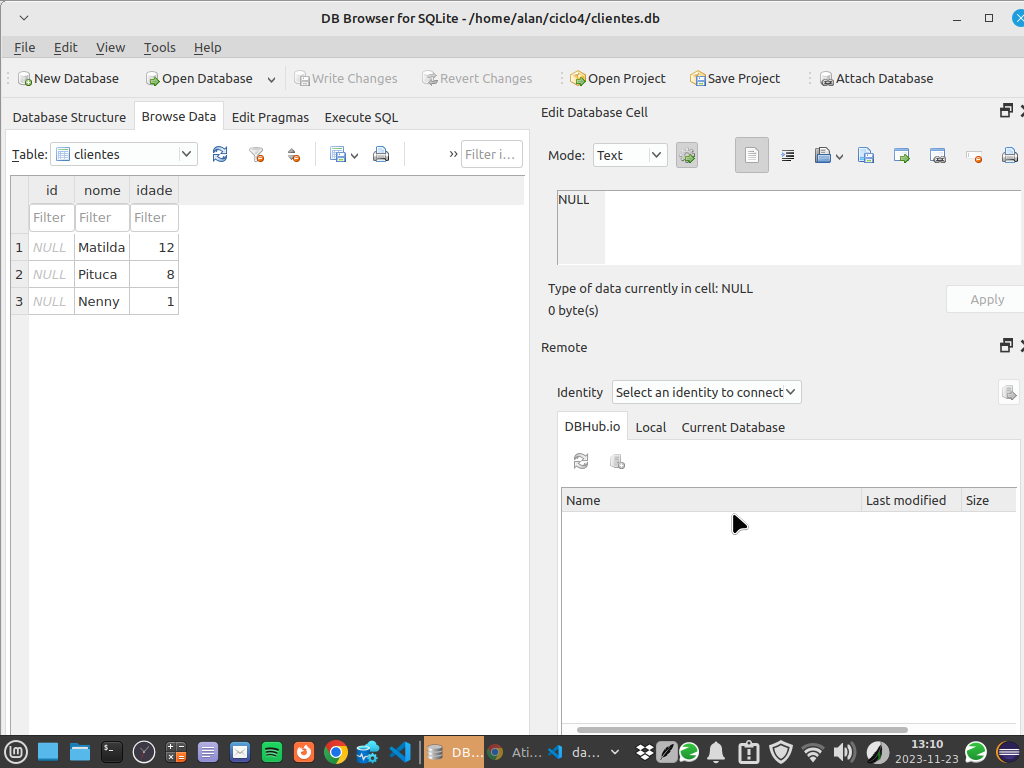 DB Browser for SQLite - /home/alan/ciclo4/clientes.db
File Edit View Tools Help
New Database Open Database Write Changes Revert Changes Open Project Save Project Attach Database
Database Structure Browse Data Edit Pragmas Execute SQL
Table: clientes » Filter i...
id nome idade
Filter Filter Filter
1 NULL Matilda 12
2 NULL Pituca 8
3 NULL Nenny 1
Edit Database Cell
Mode: Text
NULL
Type of data currently in cell: NULL
0 byte(s)
Apply
Remote
Identity Select an identity to connect
DBHub.io Local Current Database
Name Last modified Size
DB... Ati... da... 13:10
2023-11-23